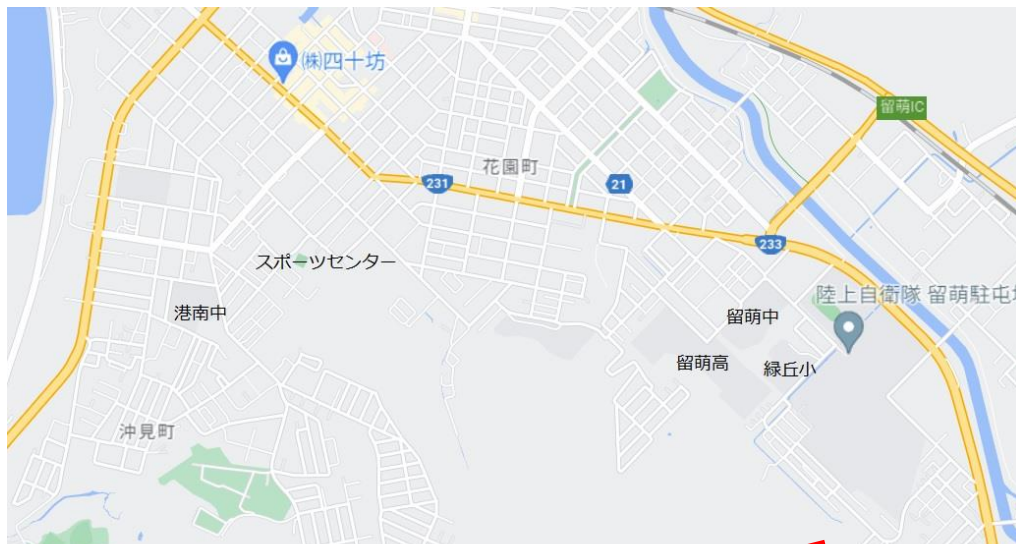 (株)四十坊
留萌IC
花園町
231
21
233
スポーツセンター
港南中
陸上自衛隊 留萌駐屯
留萌中
留萌高
緑丘小
沖見町